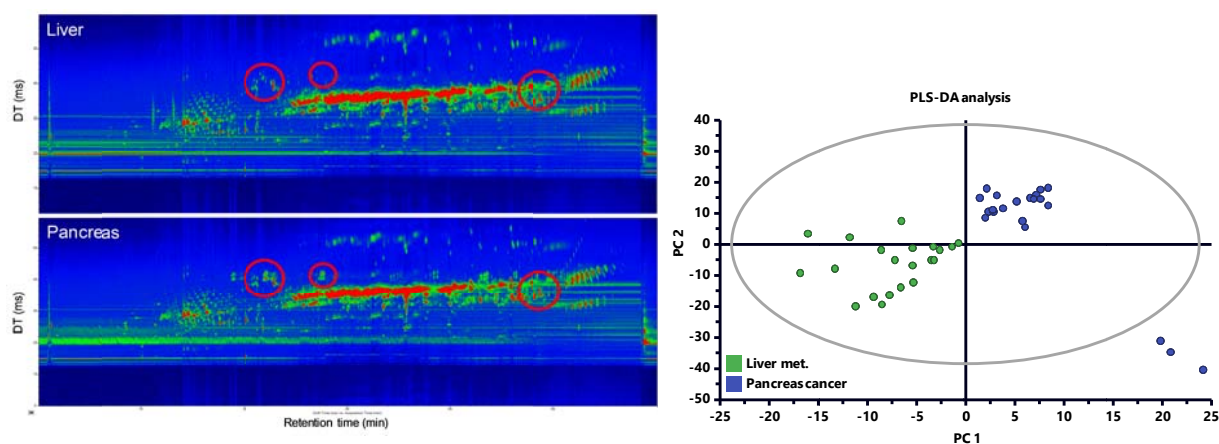 Liver
DT (ms)
Pancreas
DT (ms)
Retention time (min)
PLS-DA analysis
PC 2
40
30
20
10
0
-10
-20
-30
-40
-50
Liver met.
Pancreas cancer
-25 -20 -15 -10 -5 0 5 10 15 20 25
PC 1